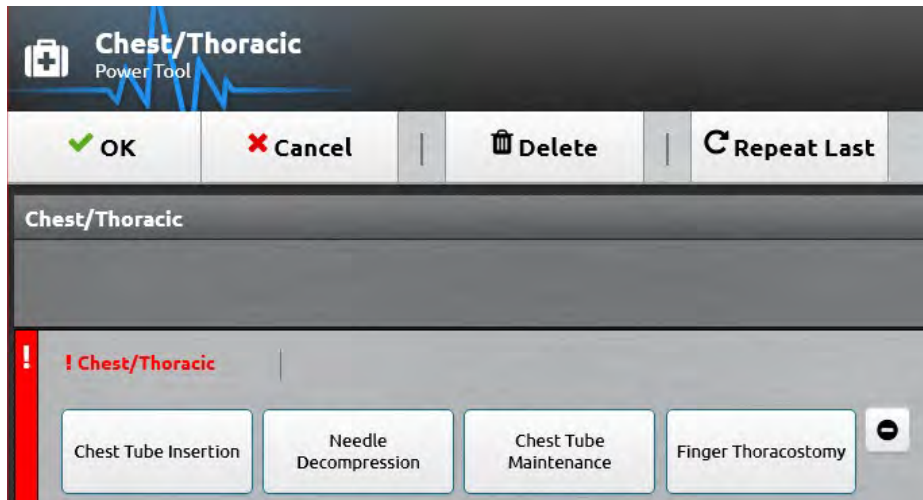 Chest/Thoracic
Power Tool
OK
Cancel
Delete
Repeat Last
Chest/Thoracic
!
! Chest/Thoracic
Chest Tube Insertion
Needle
Decompression
Chest Tube
Maintenance
Finger Thoracostomy